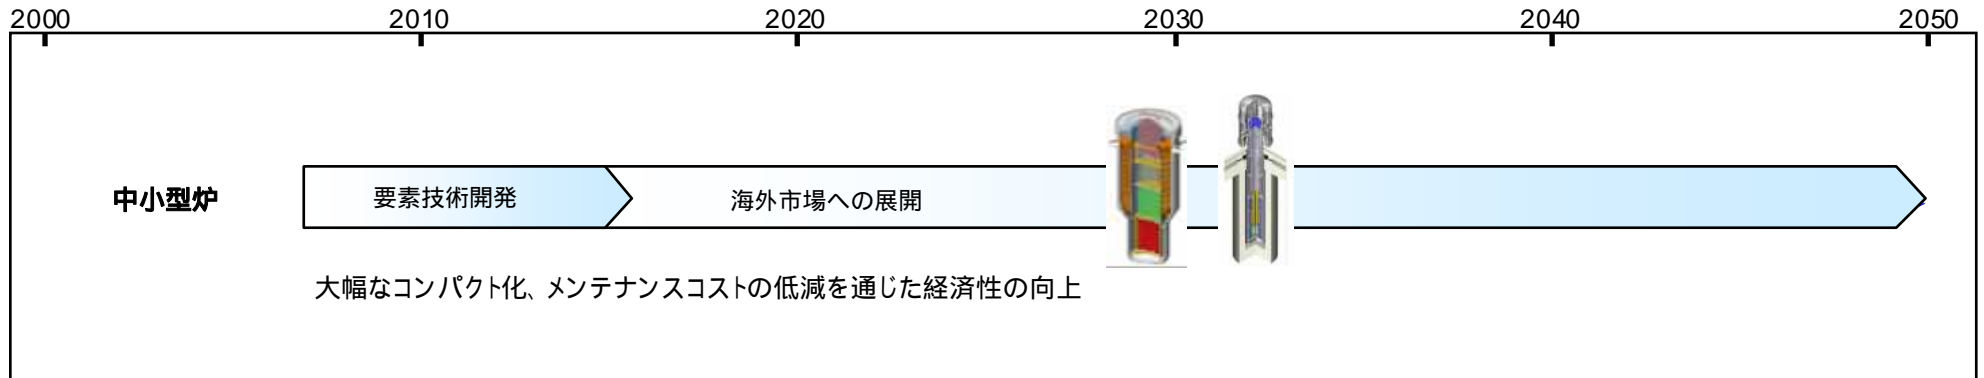 2000 2010 2020 2030 2040 2050
中小型炉 要素技術開発 海外市場への展開
大幅なコンパクト化、メンテナンスコストの低減を通じた経済性の向上